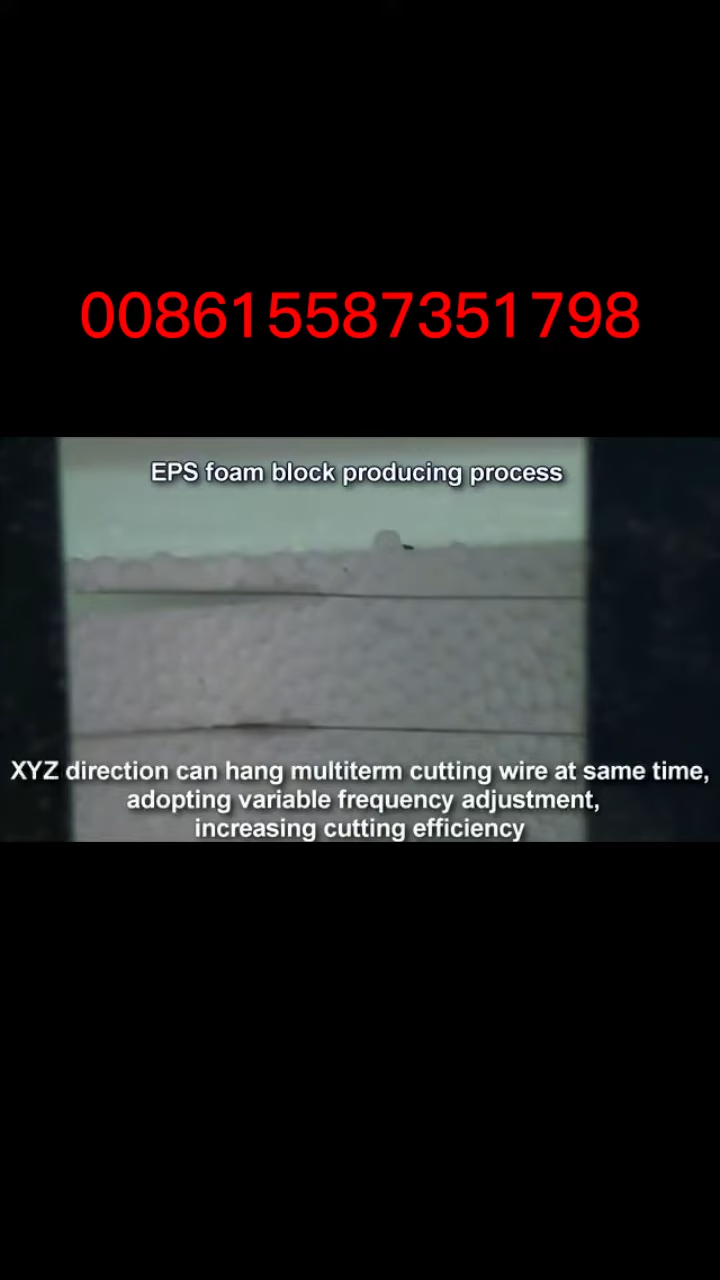 008615587351798
EPS foam block producing process
XYZ direction can hang multiterm cutting wire at same time,
adopting variable frequency adjustment,
increasing cutting efficiency